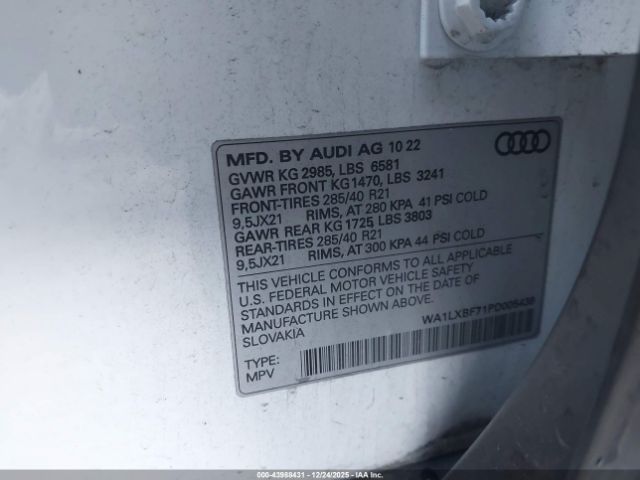 MFD. BY AUDI AG 10 22
GVWR KG 2985, LBS 6581
GAWR FRONT KG1470, LBS 3241
FRONT-TIRES 285/40 R21
9,5JX21 RIMS, AT 280 KPA 41 PSI COLD
GAWR REAR KG 1725, LBS 3803
REAR-TIRES 285/40 R21
9,5JX21 RIMS, AT 300 KPA 44 PSI COLD
THIS VEHICLE CONFORMS TO ALL APPLICABLE
U.S. FEDERAL MOTOR VEHICLE SAFETY
STANDARDS IN EFFECT ON THE DATE OF
MANUFACTURE SHOWN ABOVE.
SLOVAKIA
TYPE:
MPV
000-43988431 - 12/24/2025 - IAAI.COM